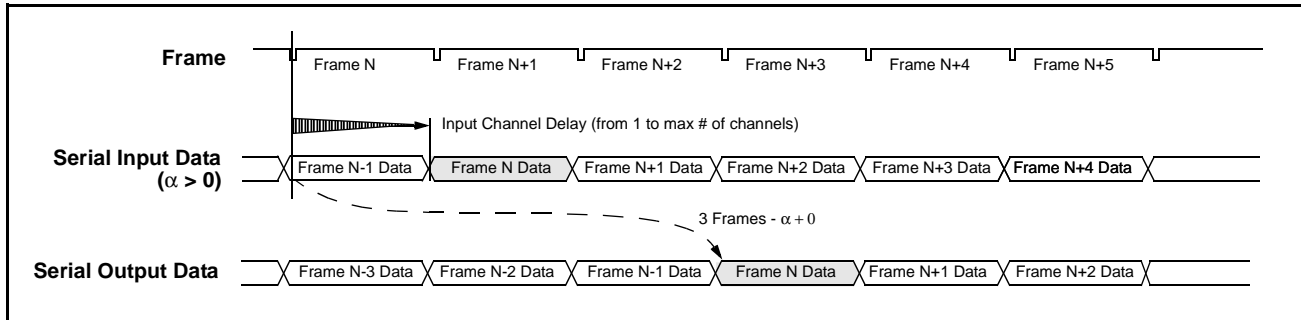 Frame
Frame N Frame N+1 Frame N+2 Frame N+3 Frame N+4 Frame N+5
Input Channel Delay (from 1 to max # of channels)
Serial Input Data
(α > 0)
Frame N-1 Data Frame N Data Frame N+1 Data Frame N+2 Data Frame N+3 Data Frame N+4 Data
3 Frames - α + 0
Serial Output Data
Frame N-3 Data Frame N-2 Data Frame N-1 Data Frame N Data Frame N+1 Data Frame N+2 Data